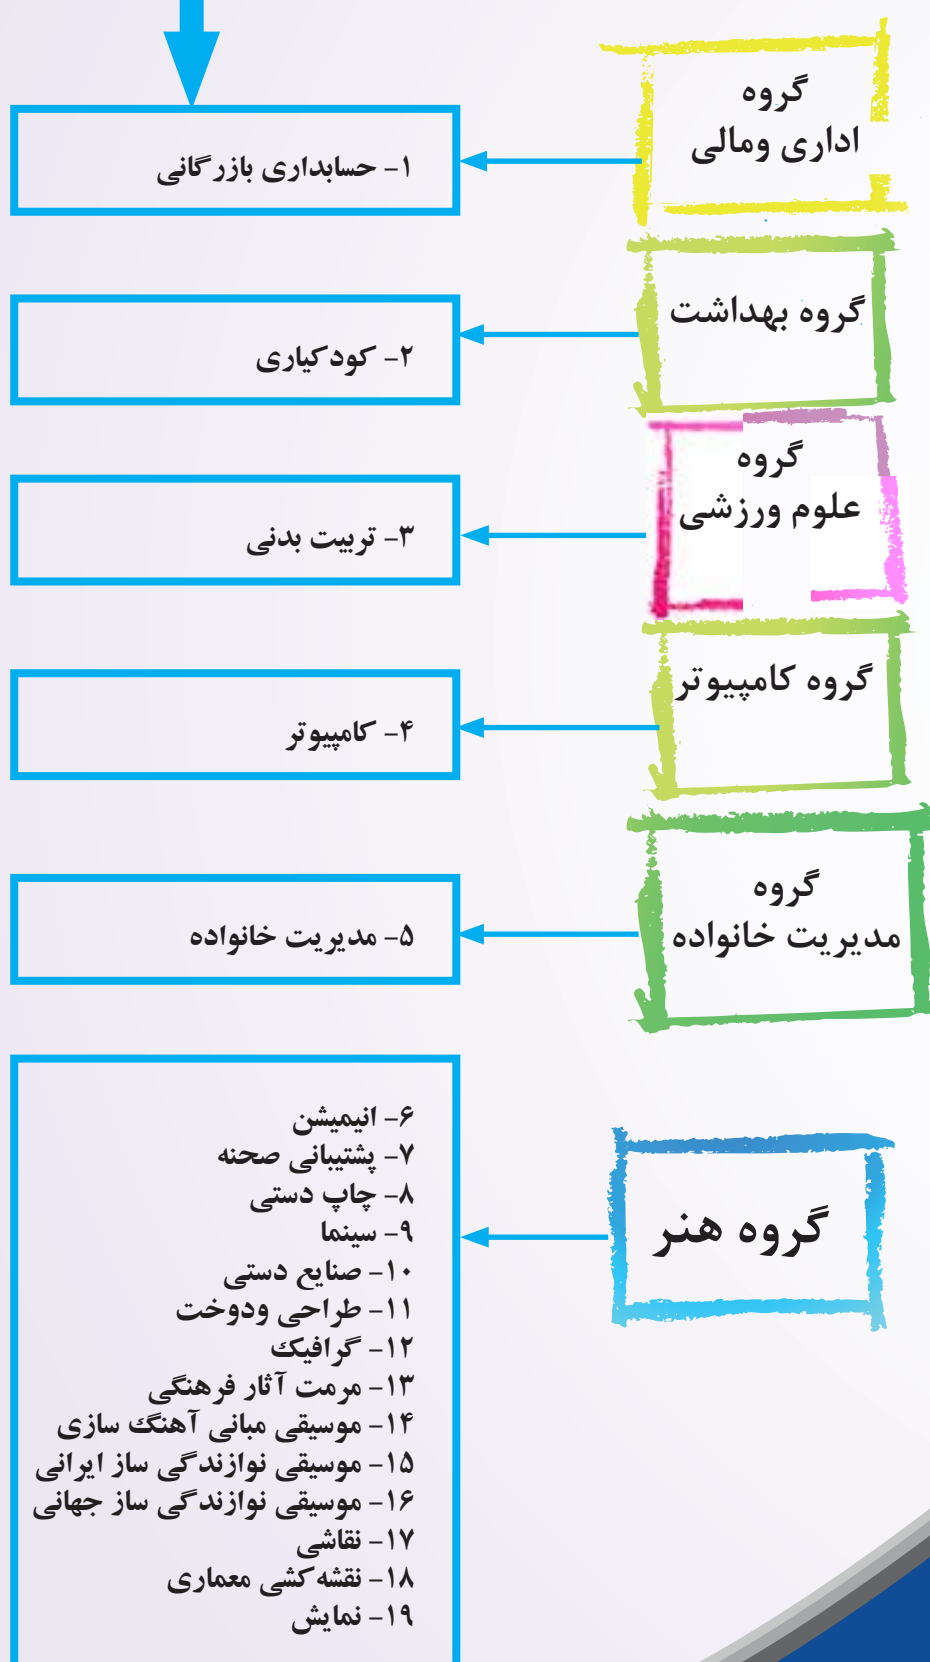 گروه
اداری ومالی
۱- حسابداری بازرگانی
گروه بهداشت
۲- کودکیاری
گروه
علوم ورزشی
۳- تربیت بدنی
گروه کامپیوتر
۴- کامپیوتر
گروه
مدیریت خانواده
۵- مدیریت خانواده
گروه هنر
۶- انیمیشن
۷- پشتیبانی صحنه
۸- چاپ دستی
۹- سینما
۱۰- صنایع دستی
۱۱- طراحی ودوخت
۱۲- گرافیک
۱۳- مرمت آثار فرهنگی
۱۴- موسیقی مبانی آهنگ سازی
۱۵- موسیقی نوازندگی ساز ایرانی
۱۶- موسیقی نوازندگی ساز جهانی
۱۷- نقاشی
۱۸- نقشه‌کشی معماری
۱۹- نمایش